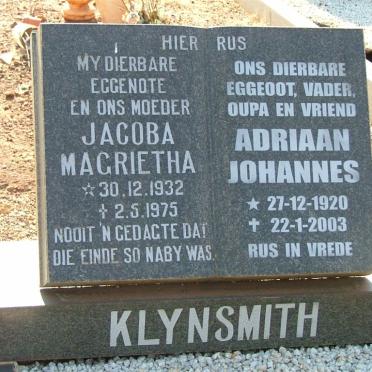 HIER RUS
MY DIERBARE
EGGENOTE
EN ONS MOEDER
JACOBA
MAGRIETHA
☆ 30.12.1932
✝ 2.5.1975
NOOIT 'N GEDAGTE DAT
DIE EINDE SO NABY WAS.
ONS DIERBARE
EGGEOOT, VADER,
OUPA EN VRIEND
ADRIAAN
JOHANNES
★ 27-12-1920
✝ 22-1-2003
RUS IN VREDE
KLYNSMITH